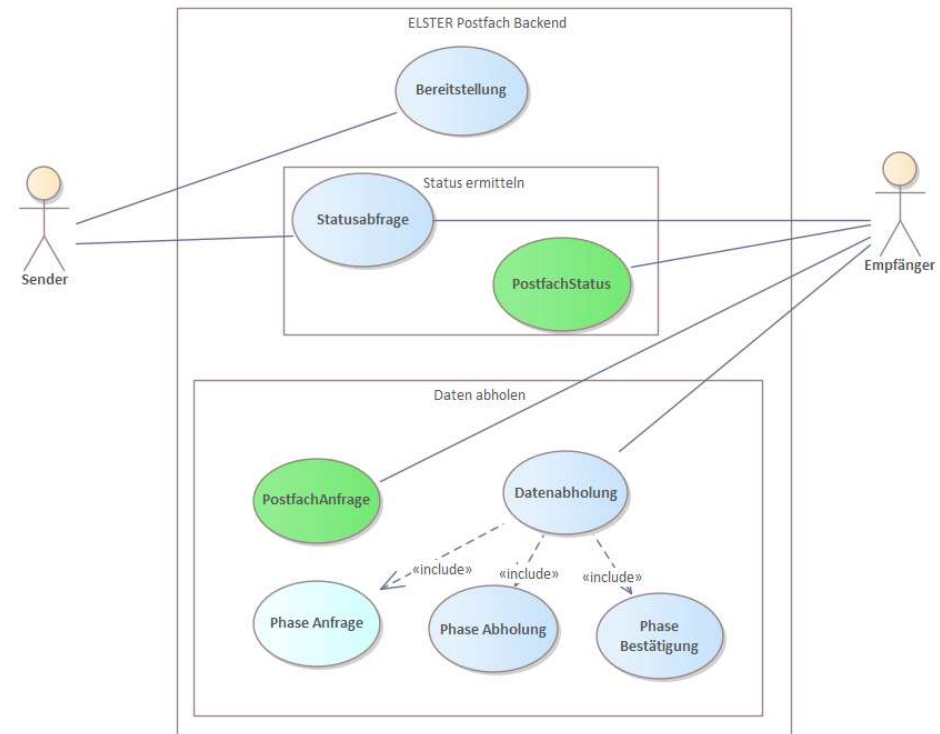 ELSTER Postfach Backend
Bereitstellung
Status ermitteln
Statusabfrage
PostfachStatus
Sender
Empfänger
Daten abholen
PostfachAnfrage
Datenabholung
«include»
«include»
«include»
Phase Anfrage
Phase Abholung
Phase
Bestätigung